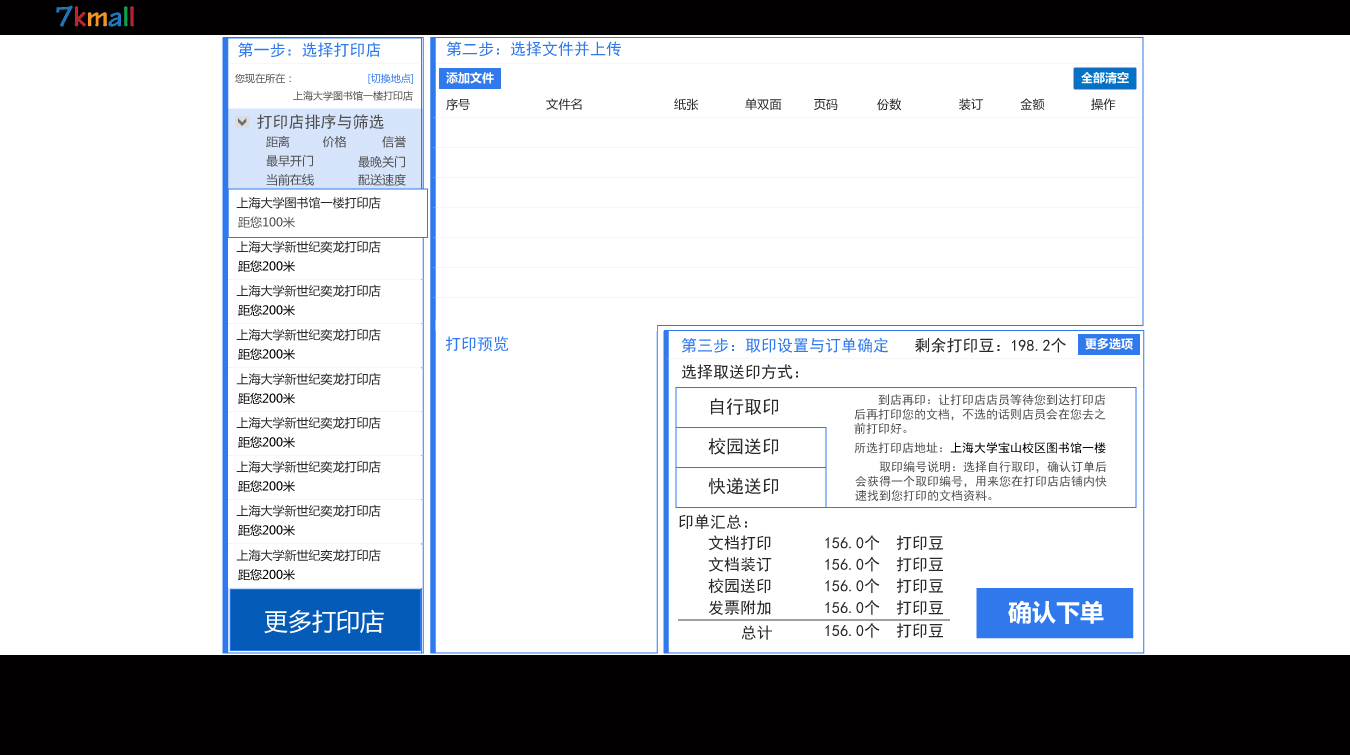 7kmall
第一步：选择打印店
您现在所在：
[切换地点]
上海大学图书馆一楼打印店
打印店排序与筛选
距离 价格 信誉
最早开门 最晚关门
当前在线 配送速度
上海大学图书馆一楼打印店
距您100米
上海大学新世纪奕龙打印店
距您200米
上海大学新世纪奕龙打印店
距您200米
上海大学新世纪奕龙打印店
距您200米
上海大学新世纪奕龙打印店
距您200米
上海大学新世纪奕龙打印店
距您200米
上海大学新世纪奕龙打印店
距您200米
上海大学新世纪奕龙打印店
距您200米
上海大学新世纪奕龙打印店
距您200米
更多打印店
第二步：选择文件并上传
添加文件
全部清空
序号 文件名 纸张 单双面 页码 份数 装订 金额 操作
打印预览
第三步：取印设置与订单确定
剩余打印豆：198.2个
更多选项
选择取送印方式：
自行取印
校园送印
快递送印
到店再印：让打印店店员等待您到达打印店
后再打印您的文档，不选的话则店员会在您去之
前打印好。
所选打印店地址：上海大学宝山校区图书馆一楼
取印编号说明：选择自行取印，确认订单后
会获得一个取印编号，用来您在打印店店铺内快
速找到您打印的文档资料。
印单汇总：
文档打印 156.0个 打印豆
文档装订 156.0个 打印豆
校园送印 156.0个 打印豆
发票附加 156.0个 打印豆
总计 156.0个 打印豆
确认下单